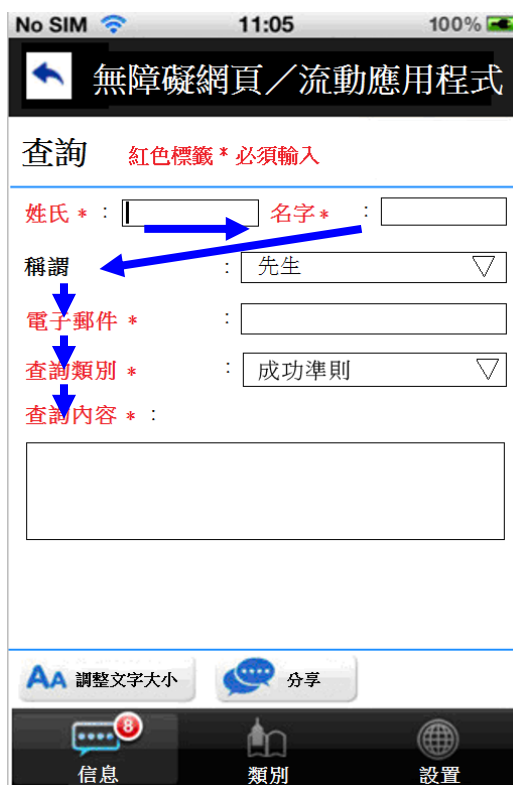 No SIM 11:05 100%
無障礙網頁／流動應用程式
查詢 紅色標籤 * 必須輸入
姓氏 * : 名字 * :
稱謂 : 先生
電子郵件 * :
查詢類別 * : 成功準則
查詢內容 * :
AA 調整文字大小 分享
8
信息 類別 設置